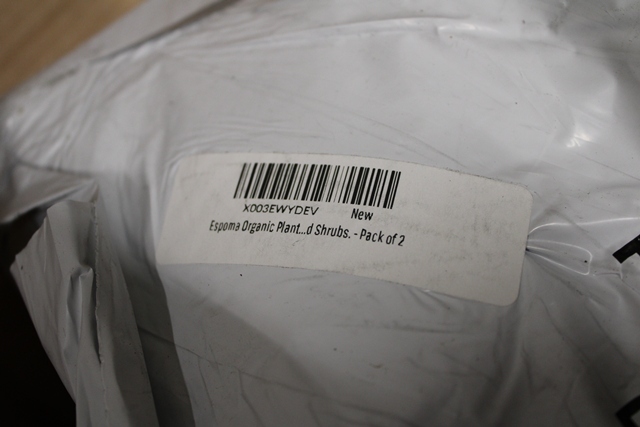 X003EWYDEV New
Espoma Organic Plant...d Shrubs. - Pack of 2